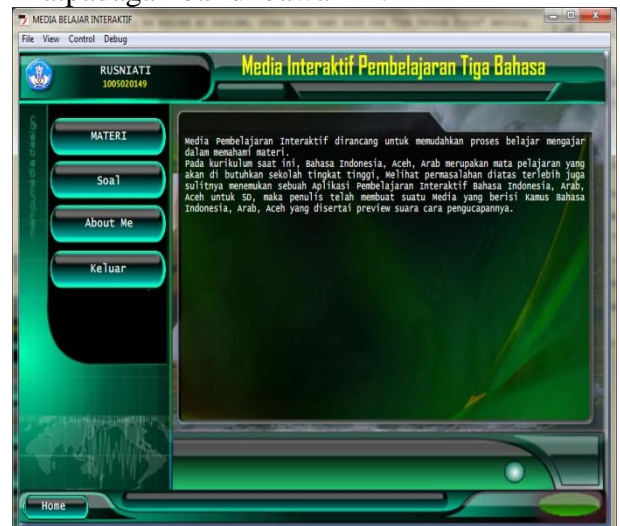 MEDIA BELAJAR INTERAKTIF
File View Control Debug
RUSNIATI
1005020149
Media Interaktif Pembelajaran Tiga Bahasa
MATERI
Soal
About Me
Keluar
Media Pembelajaran Interaktif dirancang untuk memudahkan proses belajar mengajar
dalam memahami materi.
Pada kurikulum saat ini, Bahasa Indonesia, Aceh, Arab merupakan mata pelajaran yang
akan di butuhkan sekolah tingkat tinggi, Melihat permasalahan diatas terlebih juga
sulitnya menemukan sebuah Aplikasi Pembelajaran Interaktif Bahasa Indonesia, Arab,
Aceh untuk SD, maka penulis telah membuat suatu Media yang berisi Kamus Bahasa
Indonesia, Arab, Aceh yang disertai preview suara cara pengucapannya.
Home